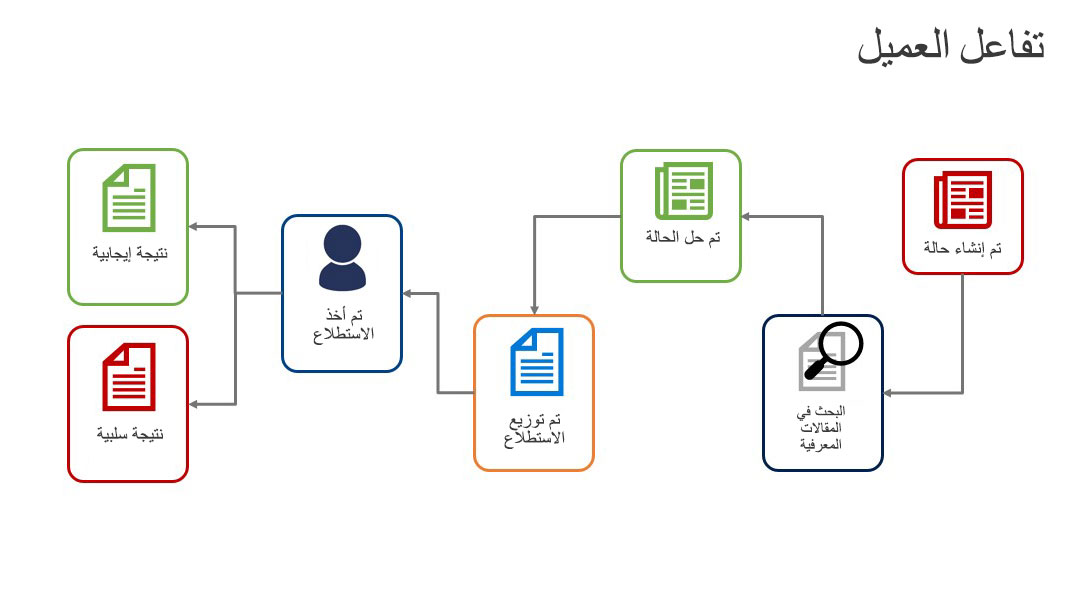 تفاعل العميل
تم إنشاء حالة
البحث في
المقالات
المعرفية
تم حل الحالة
تم توزيع
الاستطلاع
تم أخذ
الاستطلاع
نتيجة إيجابية
نتيجة سلبية